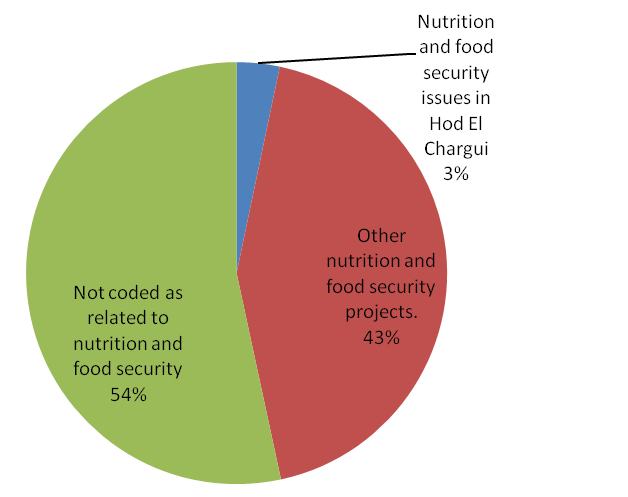 Nutrition
and food
security
issues in
Hod El
Chargui
3%
Other
nutrition and
food security
projects.
43%
Not coded as
related to
nutrition and
food security
54%